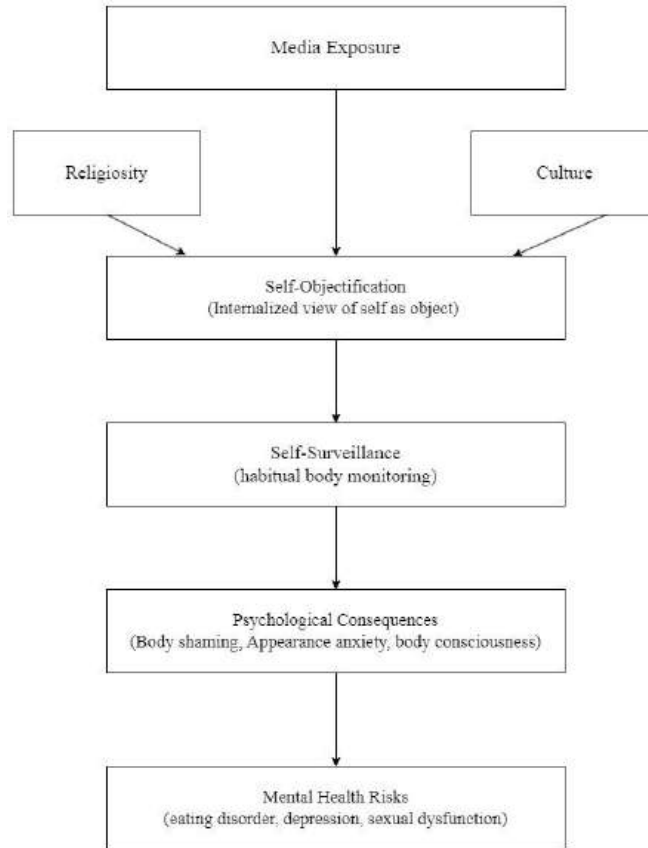 Media Exposure
Religiosity
Culture
Self-Objectification
(Internalized view of self as object)
Self-Surveillance
(habitual body monitoring)
Psychological Consequences
(Body shaming, Appearance anxiety, body consciousness)
Mental Health Risks
(eating disorder, depression, sexual dysfunction)